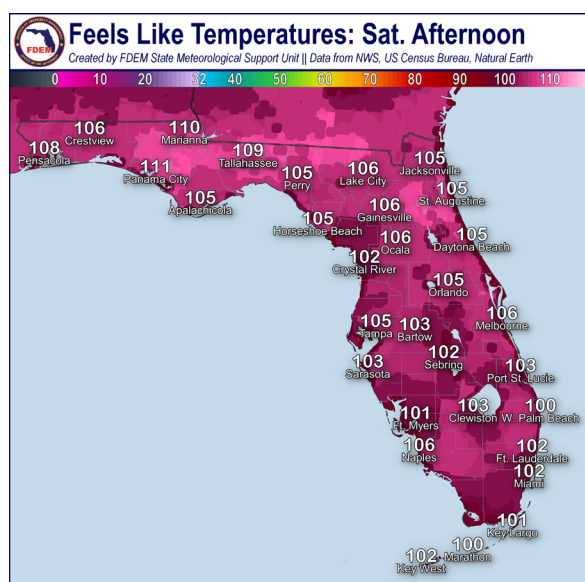 FDEM
Feels Like Temperatures: Sat. Afternoon
Created by FDEM State Meteorological Support Unit || Data from NWS, US Census Bureau, Natural Earth
0 10 20 32 40 50 60 70 80 90 100 110
106
Crestview
110
Marianna
108
Pensacola
109
Tallahassee
111
Panama City
105
Perry
106
Lake City
105
Jacksonville
105
Apalachicola
105
St. Augustine
106
Gainesville
105
Horseshoe Beach
106
Ocala
105
Daytona Beach
102
Crystal River
105
Orlando
105
Tampa
103
Bartow
106
Melbourne
103
Sarasota
102
Sebring
103
Port St. Lucie
101
Ft. Myers
103
Clewiston
100
W. Palm Beach
106
Naples
102
Ft. Lauderdale
102
Miami
101
Key Largo
100
Marathon
102
Key West